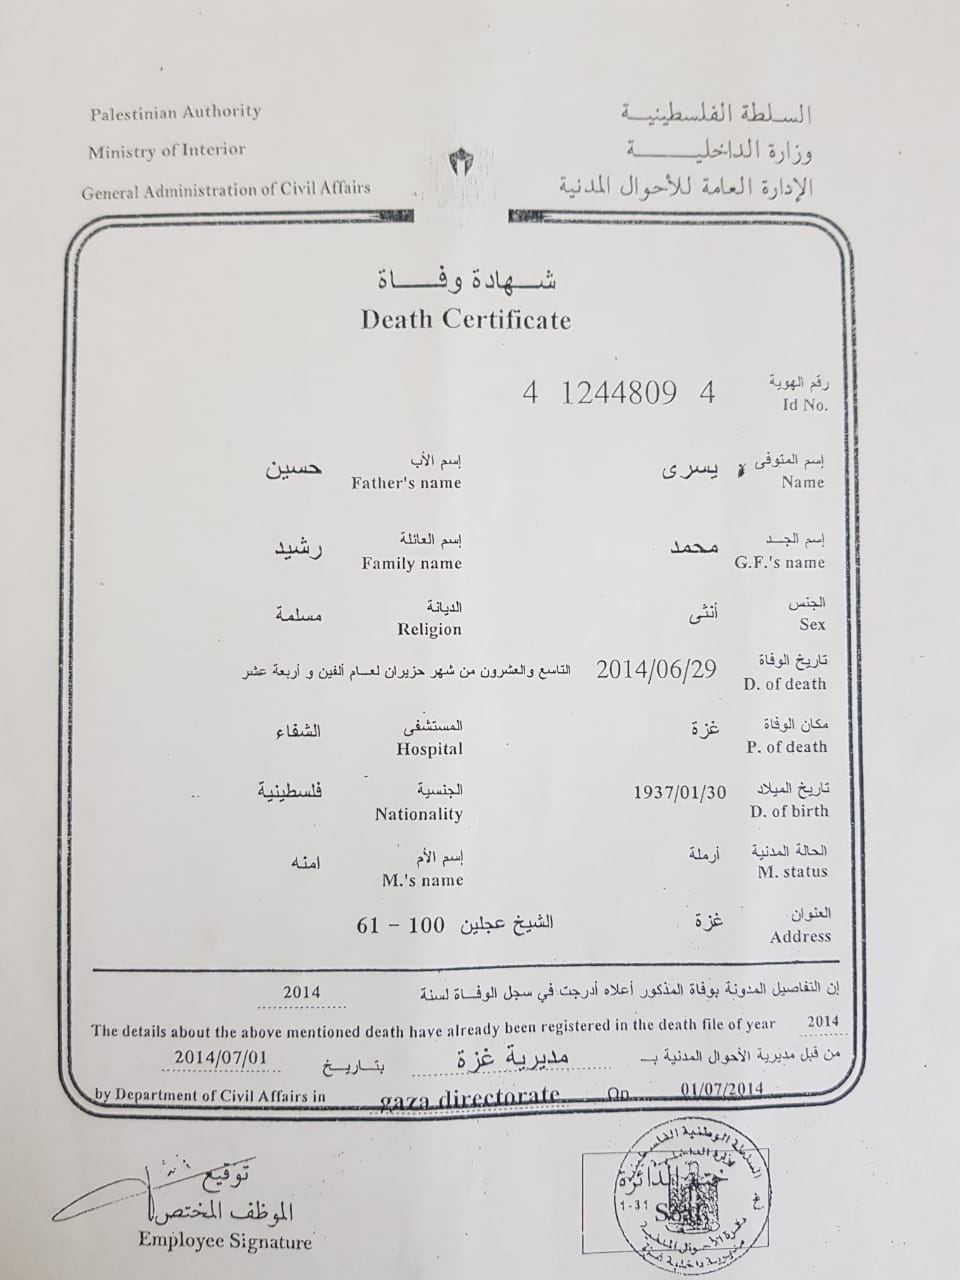 Palestinian Authority
Ministry of Interior
General Administration of Civil Affairs
السلطة الفلسطينية
وزارة الداخلية
الإدارة العامة للأحوال المدنية
شهادة وفاة
Death Certificate
رقم الهوية 4 1244809 4
Id No.
إسم المتوفى يسرى إسم الأب حسين
Name Father's name
إسم الجد محمد إسم العائلة رشيد
G.F.'s name Family name
الجنس أنثى الديانة مسلمة
Sex Religion
تاريخ الوفاة 2014/06/29 التاسع والعشرون من شهر حزيران لعام ألفين و أربعة عشر
D. of death
مكان الوفاة غزة المستشفى الشفاء
P. of death Hospital
تاريخ الميلاد 1937/01/30 الجنسية فلسطينية
D. of birth Nationality
الحالة المدنية أرملة إسم الأم امنه
M. status M.'s name
العنوان غزة الشيخ عجلين 100 – 61
Address
إن التفاصيل المدونة بوفاة المذكور أعلاه أدرجت في سجل الوفاة لسنة 2014
The details about the above mentioned death have already been registered in the death file of year 2014
من قبل مديرية الأحوال المدنية بـ مديرية غزة بتاريخ 2014/07/01
by Department of Civil Affairs in gaza directorate On 01/07/2014
توقيع
الموظف المختص
Employee Signature
السلطة الوطنية الفلسطينية
وزارة الداخلية
ختم الدائرة
1-31
Seal